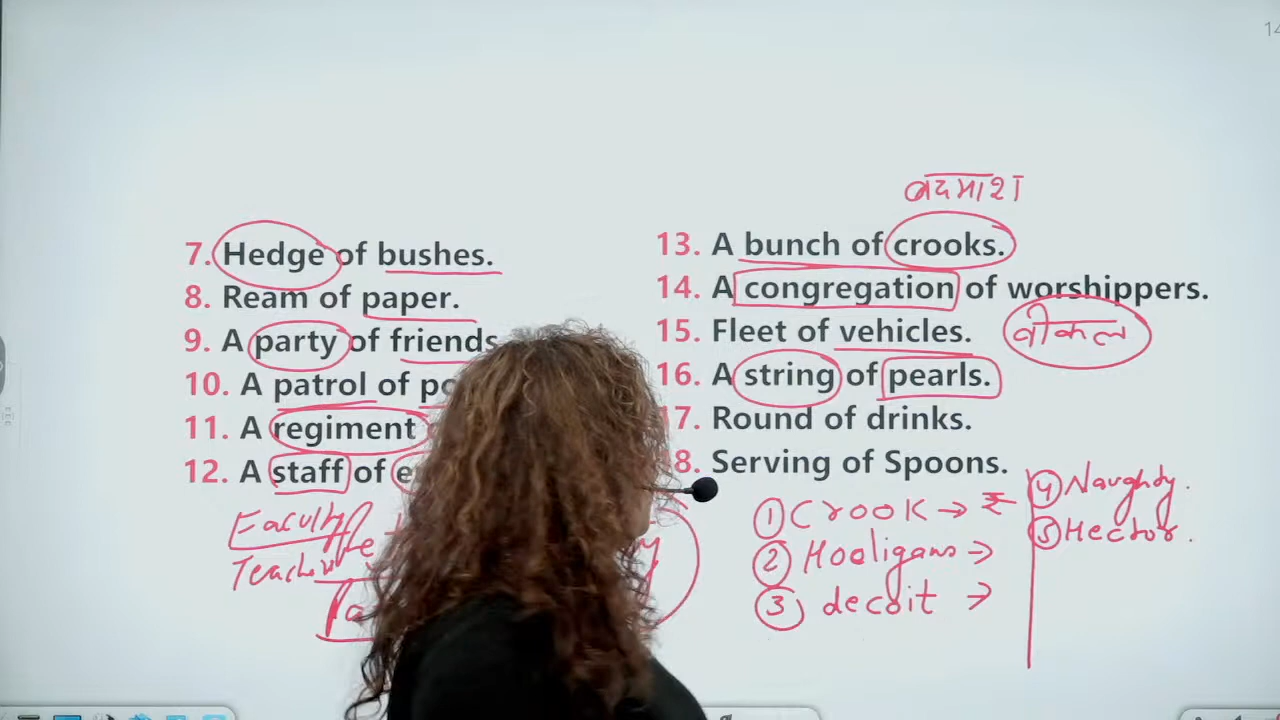 14
7. Hedge of bushes.
8. Ream of paper.
9. A party of friends
10. A patrol of po
11. A regiment
12. A staff of e
Faculty
Teacher
बदमाश
13. A bunch of crooks.
14. A congregation of worshippers.
15. Fleet of vehicles.
16. A string of pearls.
17. Round of drinks.
18. Serving of Spoons.
① Crook → ₹
② Hooligans →
③ decoit →
④ Naughty.
⑤ Hector.